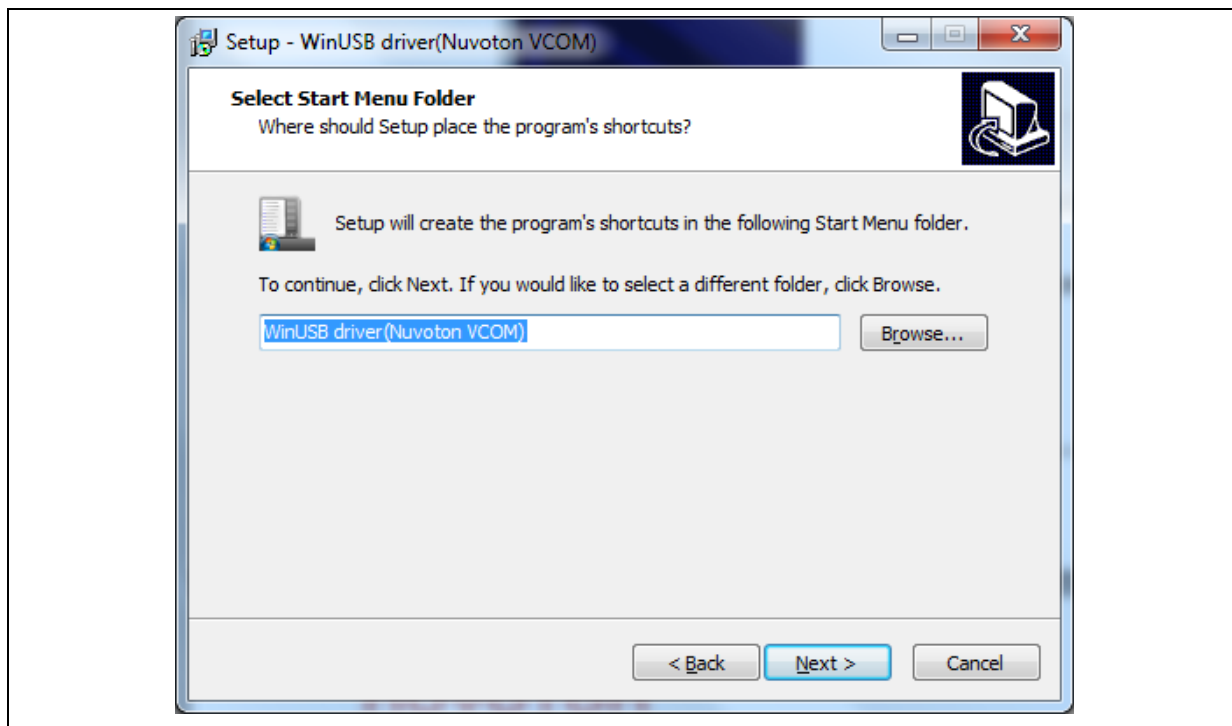 Setup - WinUSB driver(Nuvoton VCOM)
Select Start Menu Folder
Where should Setup place the program's shortcuts?
Setup will create the program's shortcuts in the following Start Menu folder.
To continue, click Next. If you would like to select a different folder, click Browse.
WinUSB driver(Nuvoton VCOM)
Browse...
< Back
Next >
Cancel